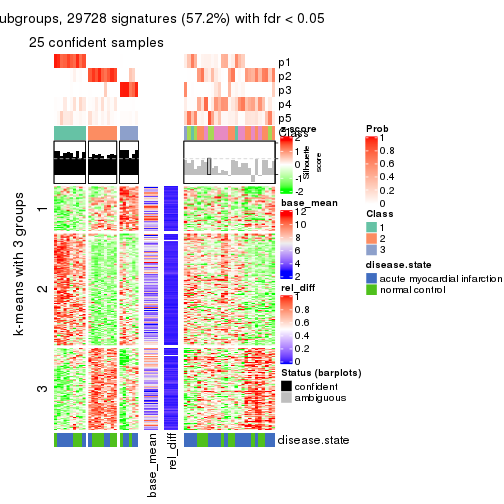 ubgroups, 29728 signatures (57.2%) with fdr < 0.05
25 confident samples
p1
p2
p3
p4
p5
Class
z-score
2
1
0
-1
-2
Silhouette
score
base_mean
12
10
8
6
4
2
rel_diff
1
0.8
0.6
0.4
0.2
0
Status (barplots)
confident
ambiguous
Prob
1
0.8
0.6
0.4
0.2
0
Class
1
2
3
disease.state
acute myocardial infarction
normal control
k-means with 3 groups
1
2
3
disease.state
base_mean
rel_diff